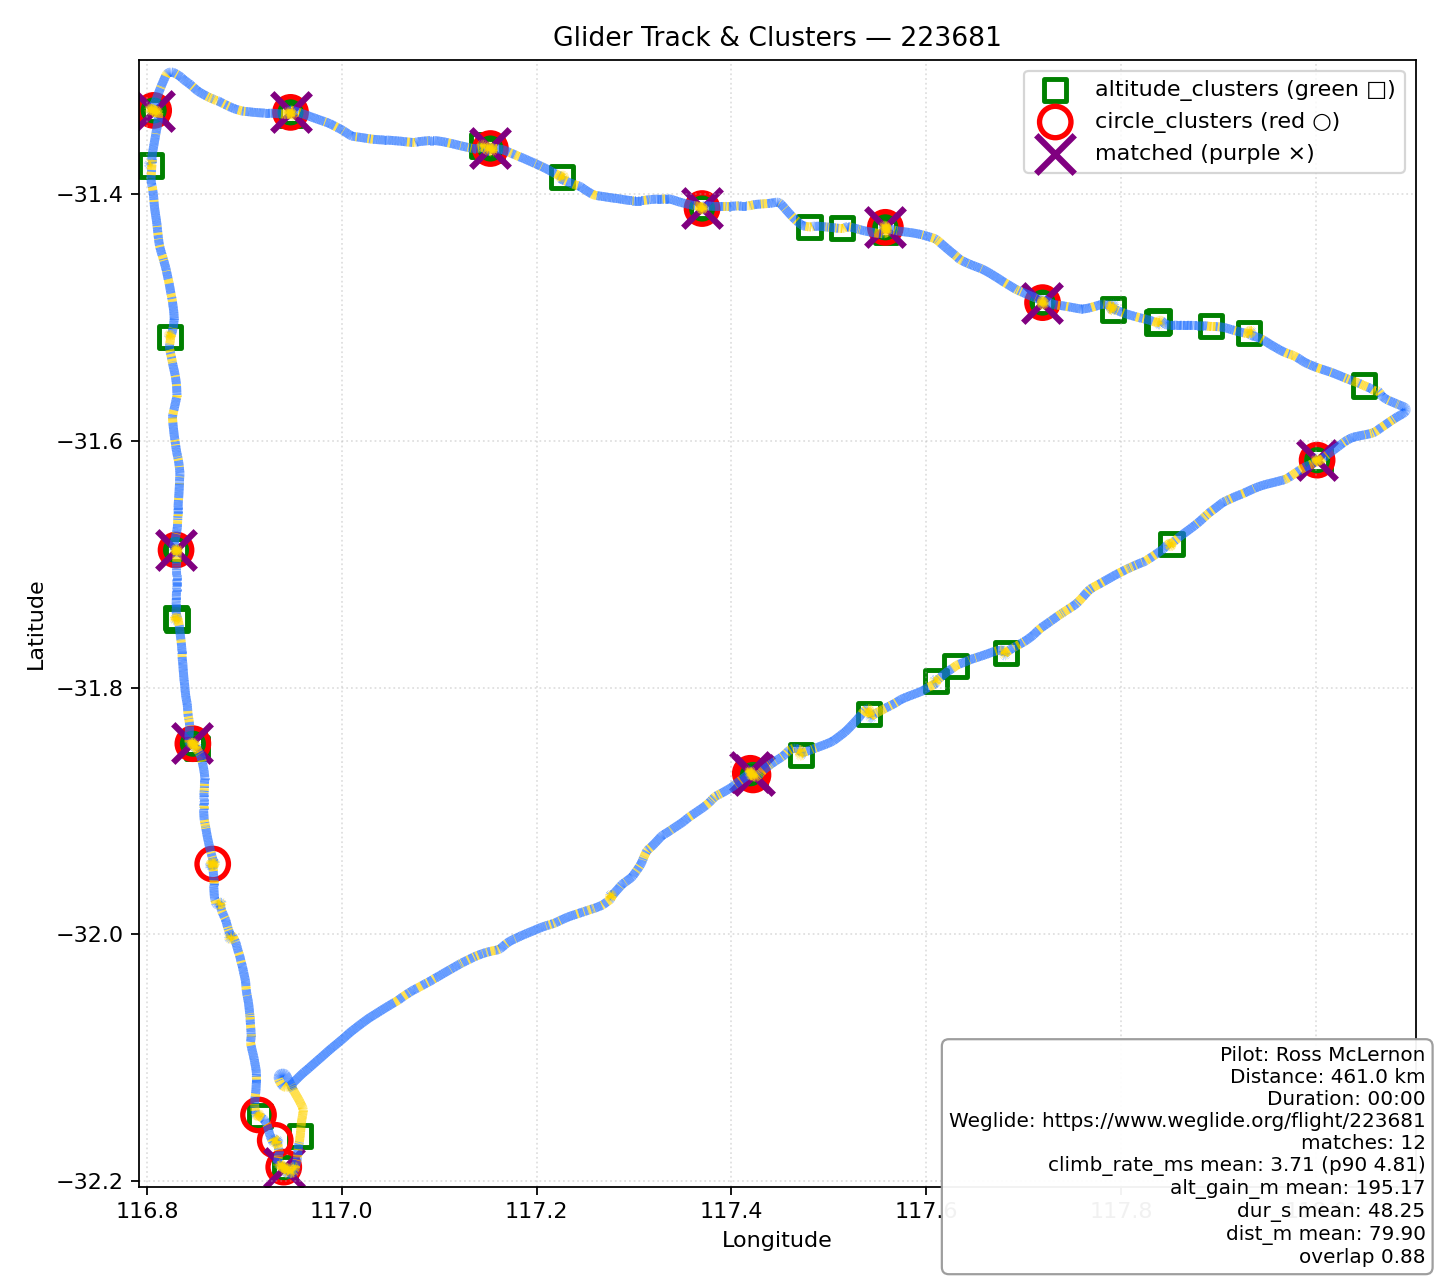 Glider Track & Clusters — 223681
altitude_clusters (green □)
circle_clusters (red ○)
matched (purple ×)
−31.4
−31.6
−31.8
−32.0
−32.2
Latitude
116.8
117.0
117.2
117.4
117.6
117.8
Longitude
Pilot: Ross McLernon
Distance: 461.0 km
Duration: 00:00
Weglide: https://www.weglide.org/flight/223681
matches: 12
climb_rate_ms mean: 3.71 (p90 4.81)
alt_gain_m mean: 195.17
dur_s mean: 48.25
dist_m mean: 79.90
overlap 0.88